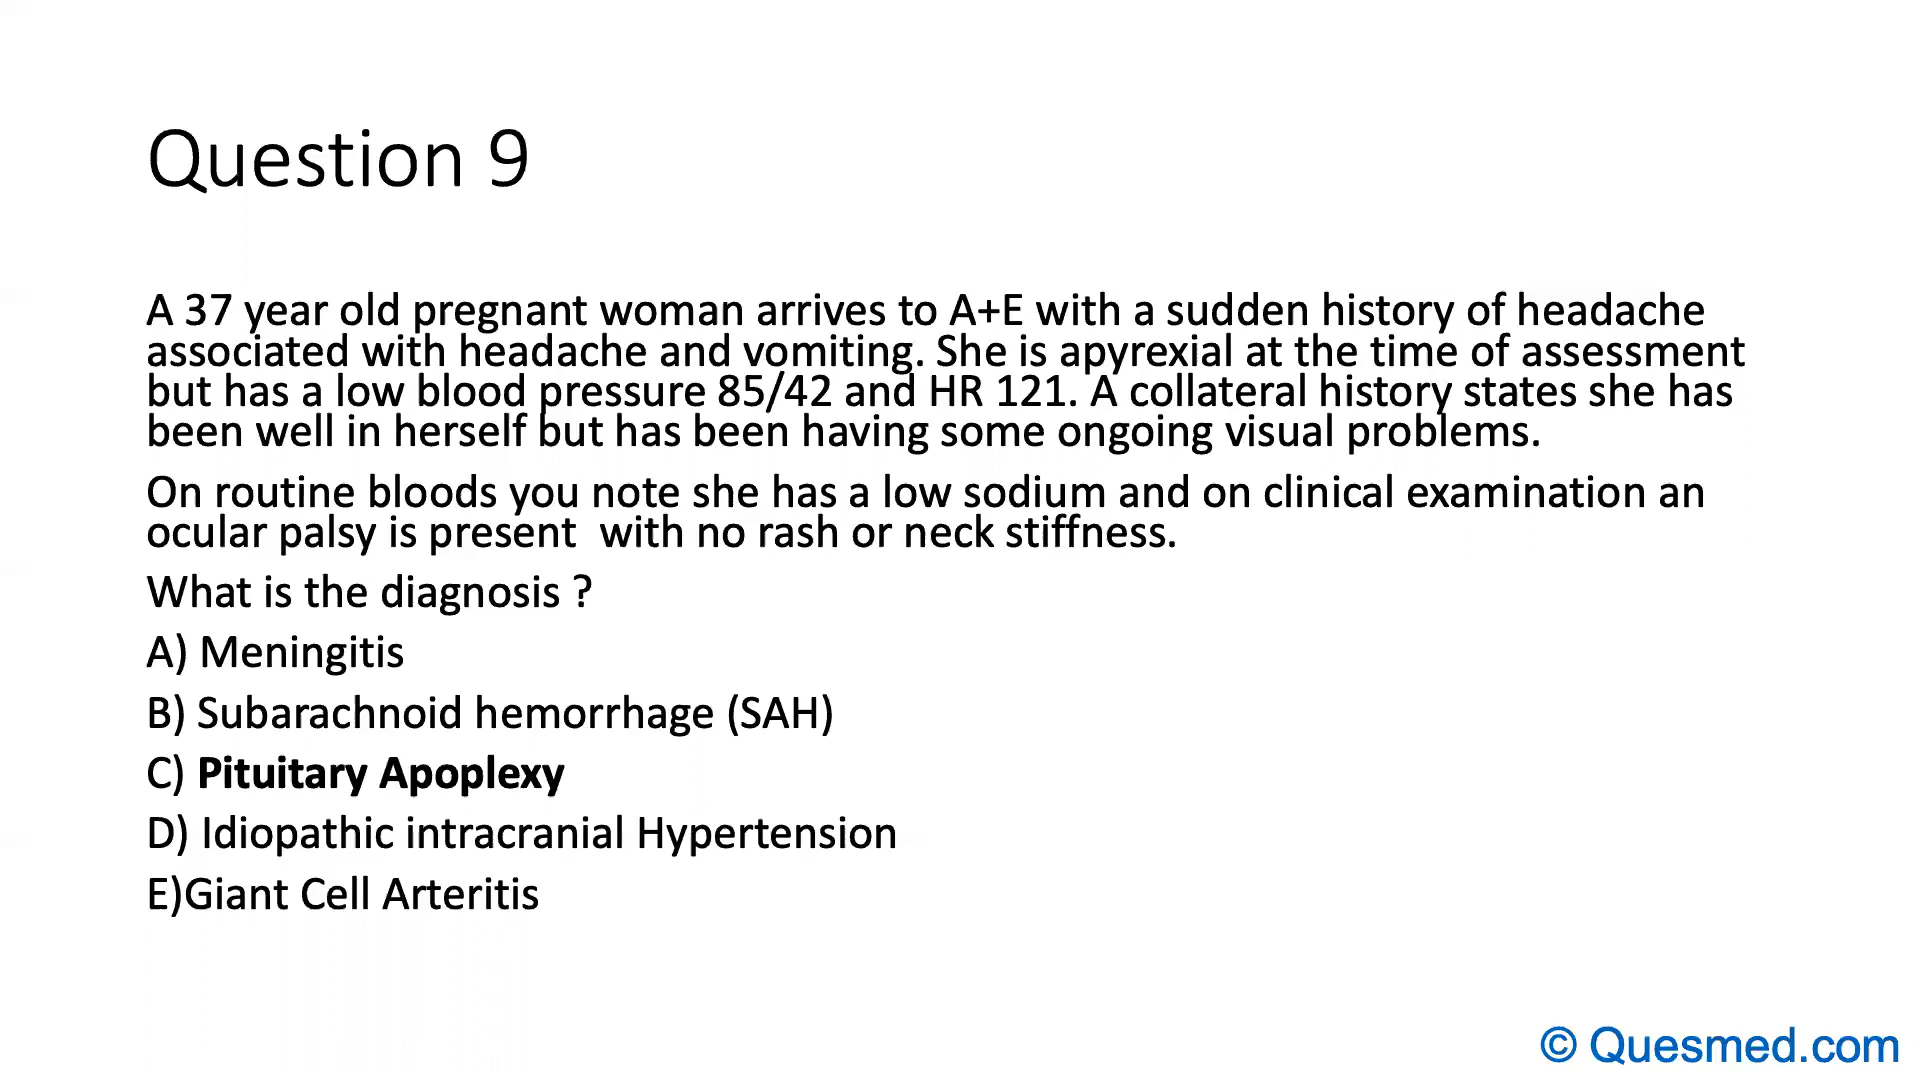 Question 9
A 37 year old pregnant woman arrives to A+E with a sudden history of headache
associated with headache and vomiting. She is apyrexial at the time of assessment
but has a low blood pressure 85/42 and HR 121. A collateral history states she has
been well in herself but has been having some ongoing visual problems.
On routine bloods you note she has a low sodium and on clinical examination an
ocular palsy is present  with no rash or neck stiffness.
What is the diagnosis ?
A) Meningitis
B) Subarachnoid hemorrhage (SAH)
C) Pituitary Apoplexy
D) Idiopathic intracranial Hypertension
E)Giant Cell Arteritis
© Quesmed.com